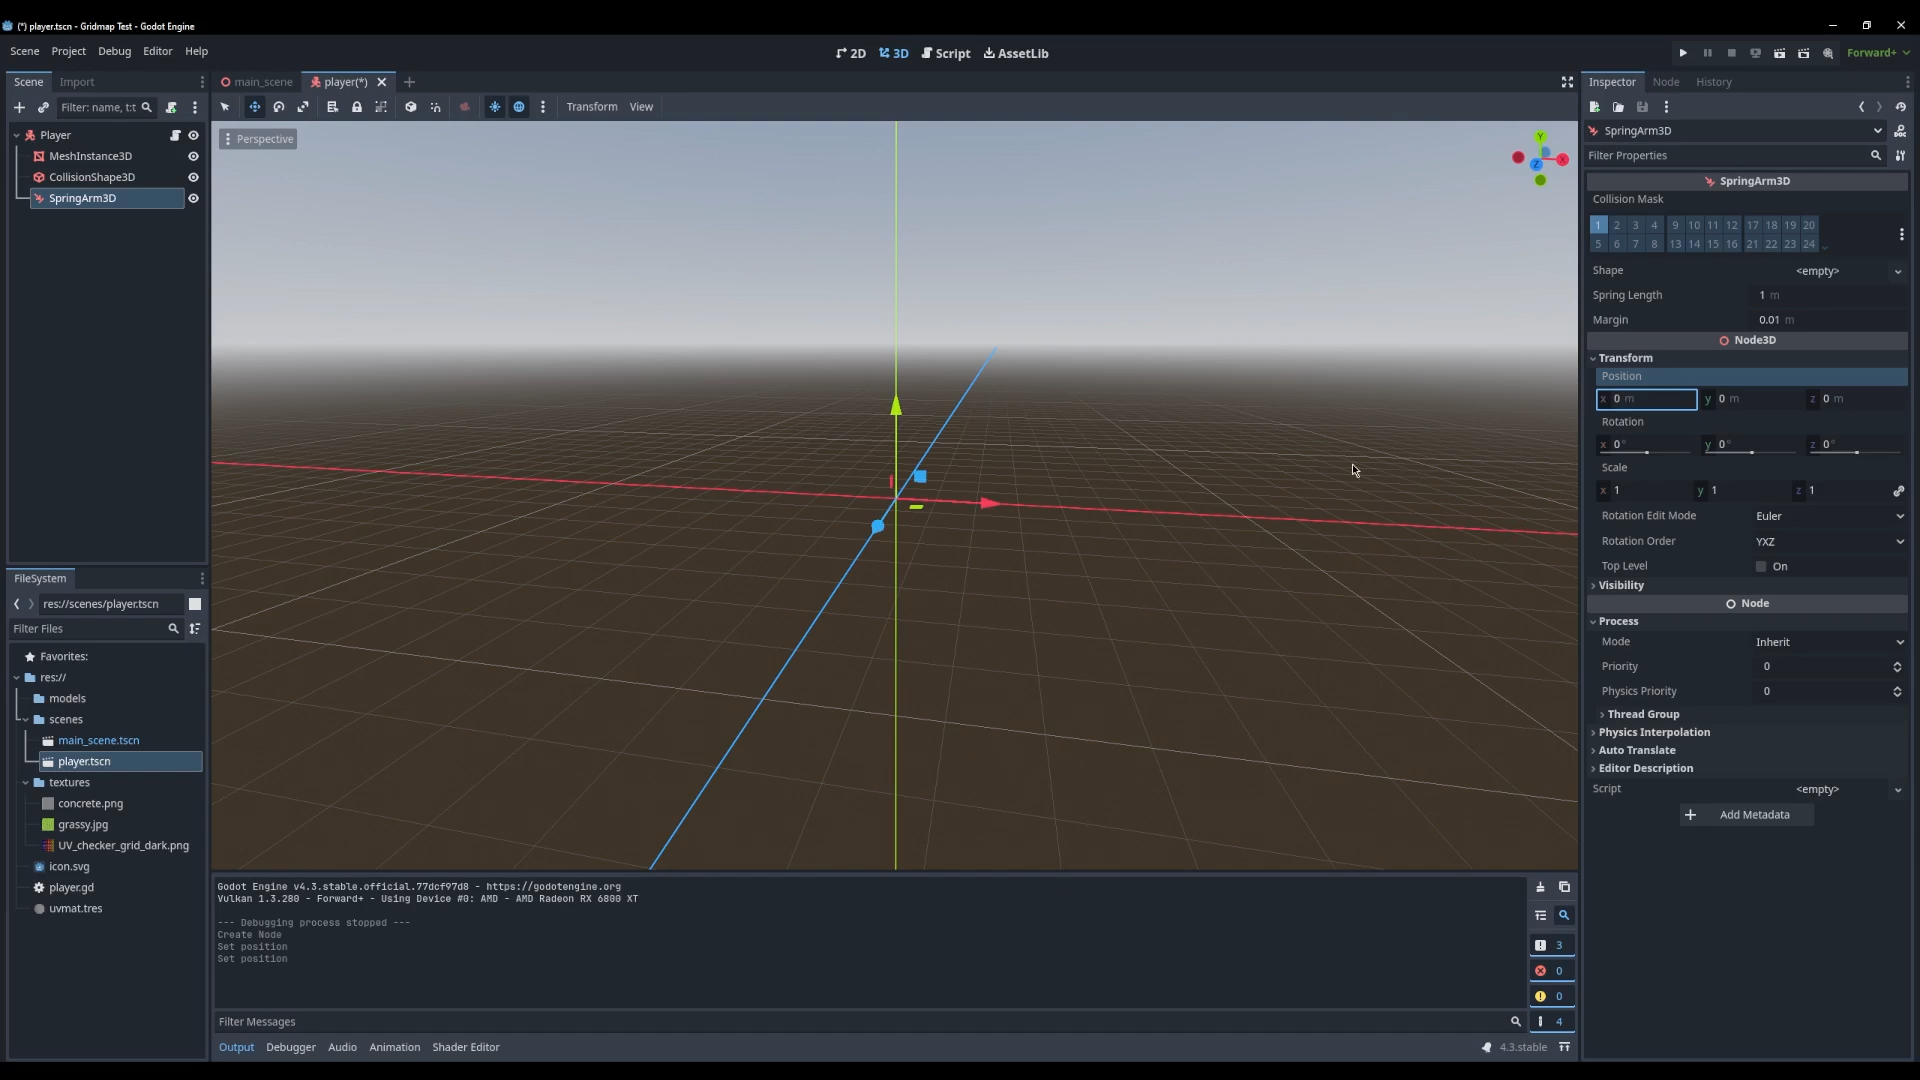 (*) player.tscn - Gridmap Test - Godot Engine
Scene Project Debug Editor Help
2D 3D Script AssetLib
Forward+
Scene Import
main_scene player(*)
Inspector Node History
Filter: name, t:t
Transform View
SpringArm3D
Filter Properties
Player
MeshInstance3D
CollisionShape3D
SpringArm3D
Perspective
Y
X
Z
SpringArm3D
Collision Mask
1 2 3 4 9 10 11 12 17 18 19 20
5 6 7 8 13 14 15 16 21 22 23 24
Shape <empty>
Spring Length 1 m
Margin 0.01 m
Node3D
Transform
Position
x 0 m y 0 m z 0 m
Rotation
x 0 ° y 0 ° z 0 °
Scale
x 1 y 1 z 1
Rotation Edit Mode Euler
Rotation Order YXZ
Top Level On
Visibility
Node
Process
Mode Inherit
Priority 0
Physics Priority 0
Thread Group
Physics Interpolation
Auto Translate
Editor Description
Script <empty>
Add Metadata
FileSystem
res://scenes/player.tscn
Filter Files
Favorites:
res://
models
scenes
main_scene.tscn
player.tscn
textures
concrete.png
grassy.jpg
UV_checker_grid_dark.png
icon.svg
player.gd
uvmat.tres
Godot Engine v4.3.stable.official.77dcf97d8 - https://godotengine.org
Vulkan 1.3.280 - Forward+ - Using Device #0: AMD - AMD Radeon RX 6800 XT
--- Debugging process stopped ---
Create Node
Set position
Set position
3
0
0
4
Filter Messages
Output Debugger Audio Animation Shader Editor
4.3.stable